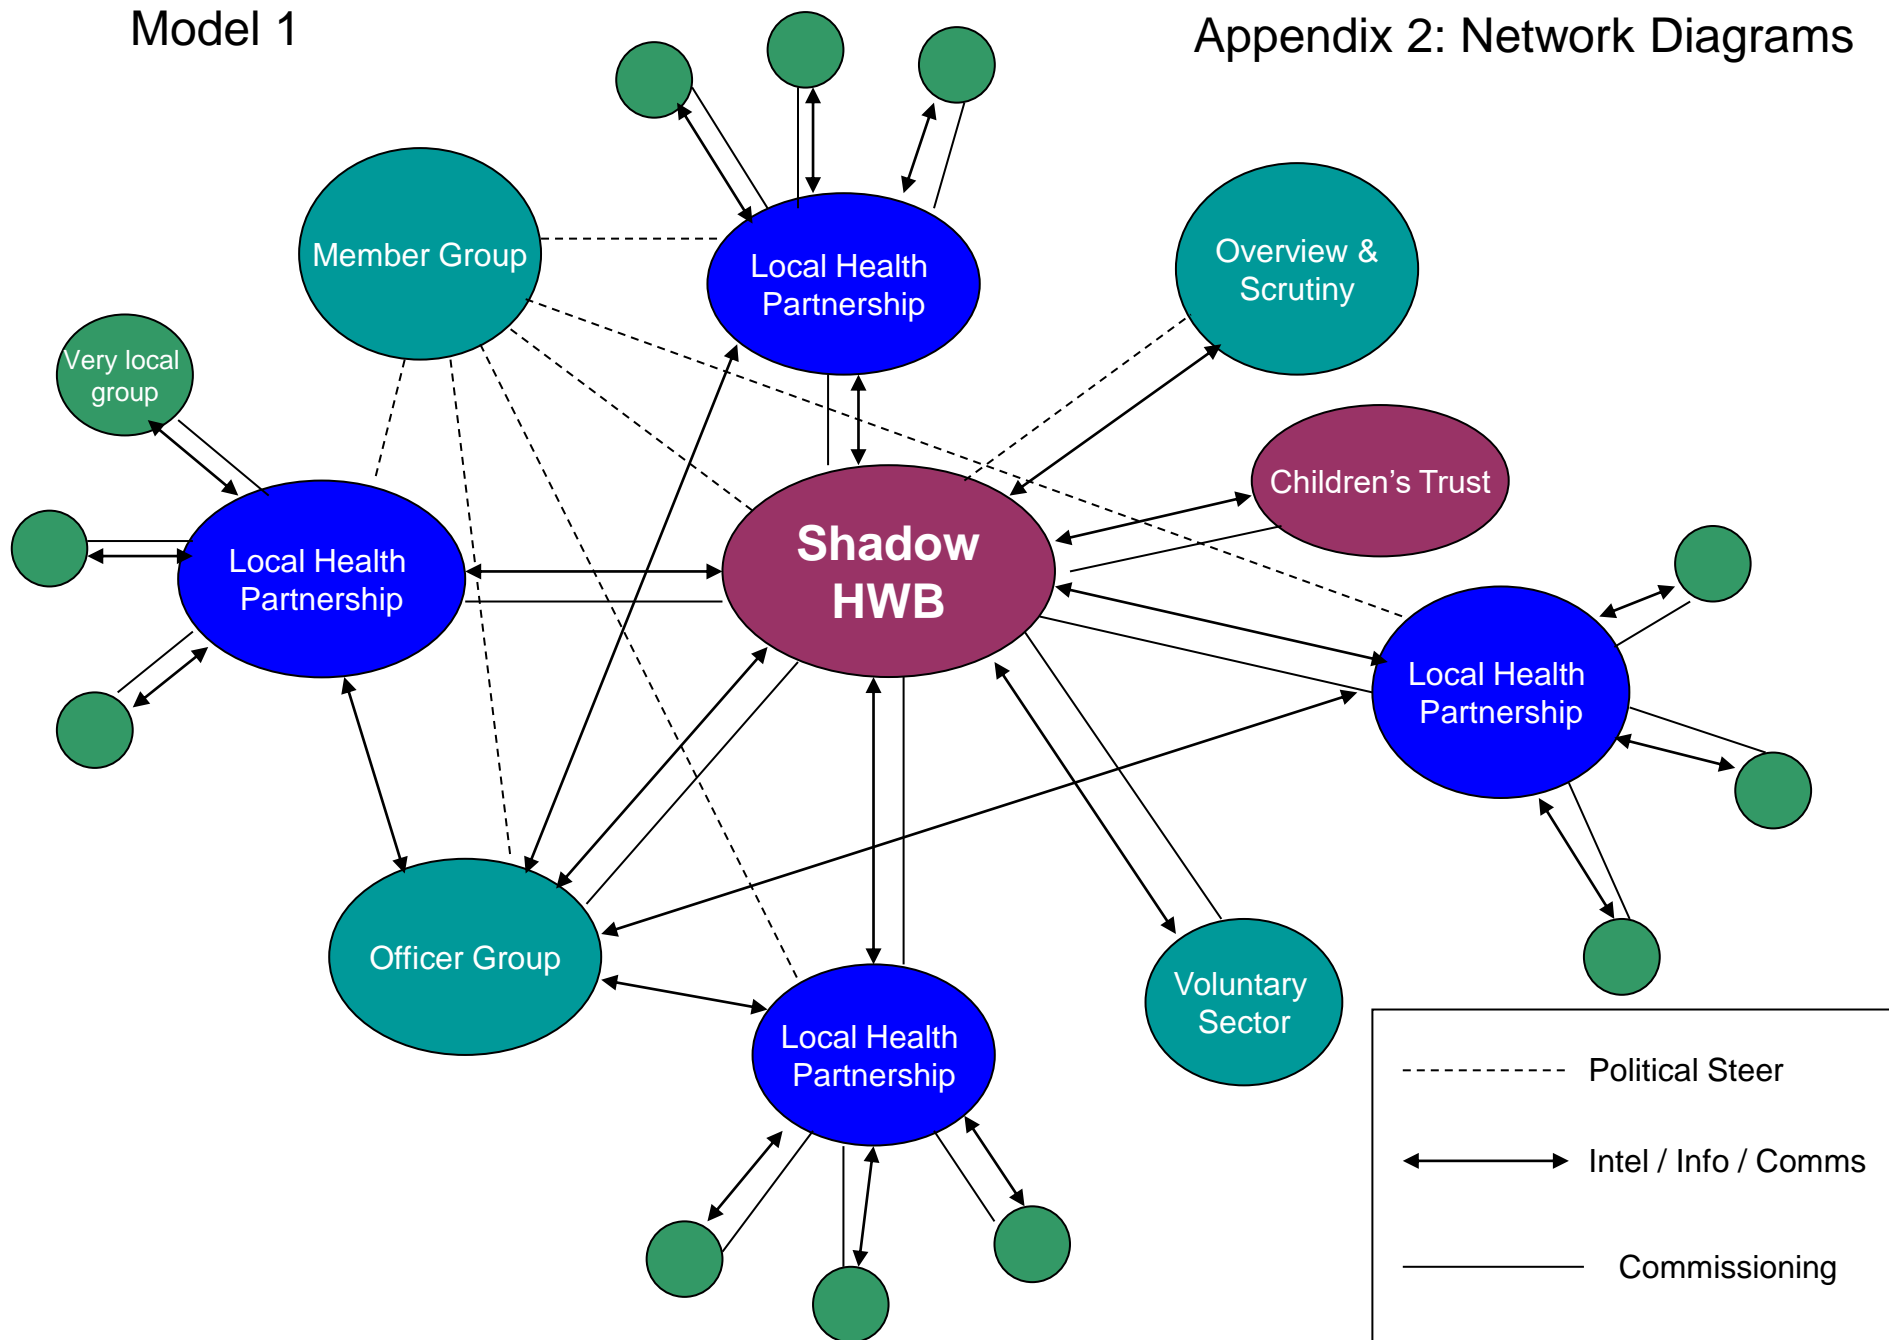 Model 1
Appendix 2: Network Diagrams
Member Group
Local Health
Partnership
Overview &
Scrutiny
Very local
group
Children’s Trust
Shadow
HWB
Local Health
Partnership
Local Health
Partnership
Officer Group
Voluntary
Sector
Local Health
Partnership
Political Steer
Intel / Info / Comms
Commissioning